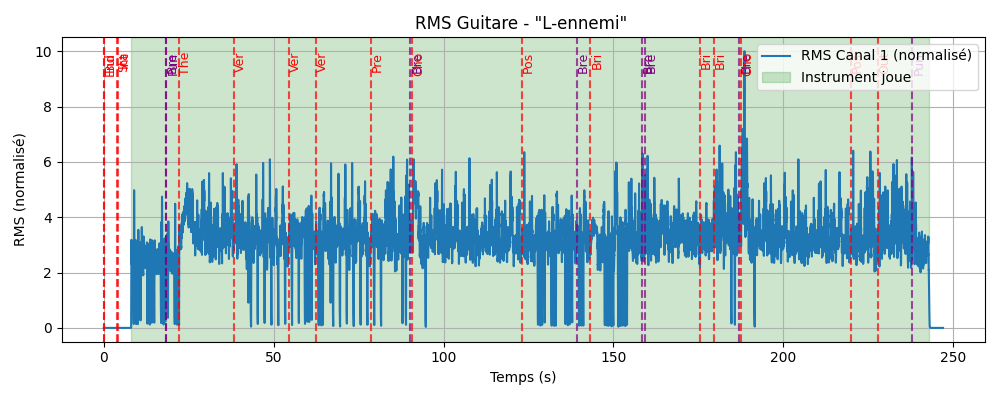 RMS Guitare - "L-ennemi"
RMS Canal 1 (normalisé)
Instrument joue
The
Ver
Ver
Ver
Pre
Pos
Bre
Bri
Bre
Bri
Bri
Pos
10
8
6
4
2
0
RMS (normalisé)
0
50
100
150
200
250
Temps (s)